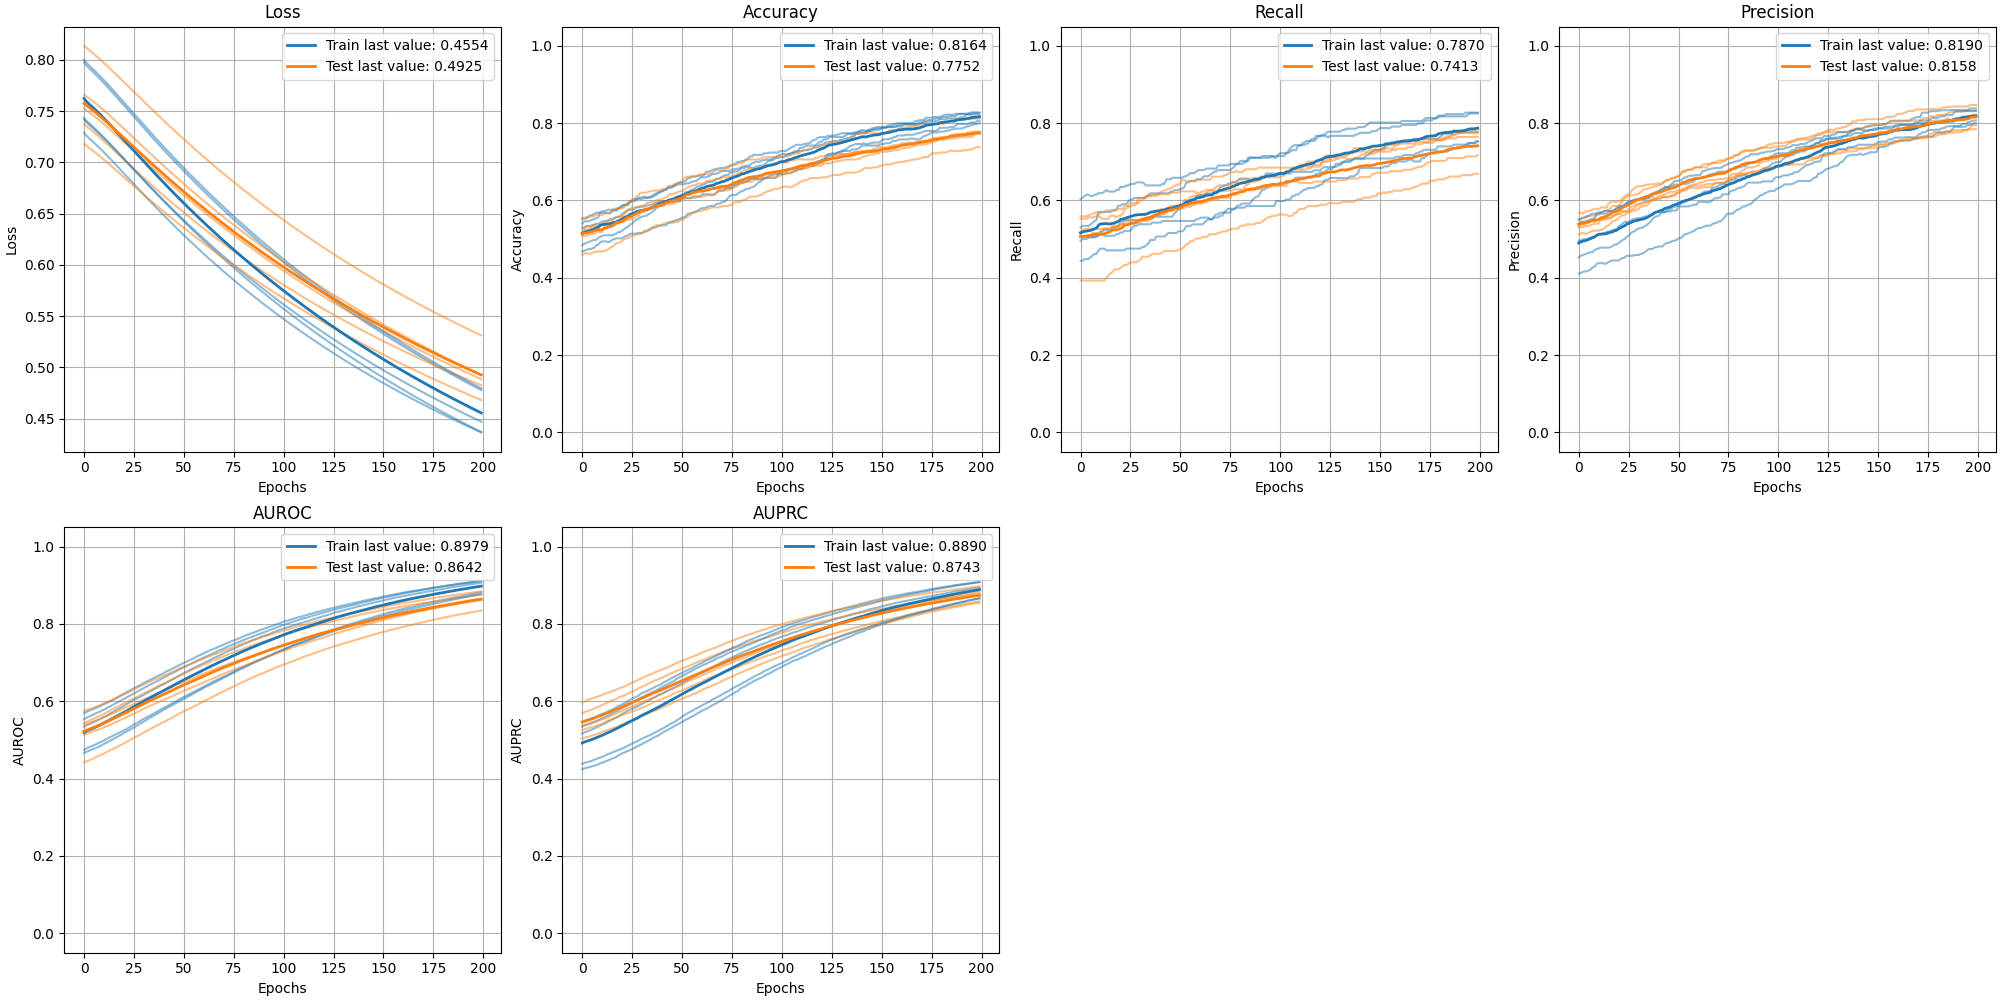 Loss
Train last value: 0.4554
Test last value: 0.4925
0.80
0.75
0.70
0.65
0.60
0.55
0.50
0.45
Loss
0 25 50 75 100 125 150 175 200
Epochs
Accuracy
Train last value: 0.8164
Test last value: 0.7752
1.0
0.8
0.6
0.4
0.2
0.0
Accuracy
0 25 50 75 100 125 150 175 200
Epochs
Recall
Train last value: 0.7870
Test last value: 0.7413
1.0
0.8
0.6
0.4
0.2
0.0
Recall
0 25 50 75 100 125 150 175 200
Epochs
Precision
Train last value: 0.8190
Test last value: 0.8158
1.0
0.8
0.6
0.4
0.2
0.0
Precision
0 25 50 75 100 125 150 175 200
Epochs
AUROC
Train last value: 0.8979
Test last value: 0.8642
1.0
0.8
0.6
0.4
0.2
0.0
AUROC
0 25 50 75 100 125 150 175 200
Epochs
AUPRC
Train last value: 0.8890
Test last value: 0.8743
1.0
0.8
0.6
0.4
0.2
0.0
AUPRC
0 25 50 75 100 125 150 175 200
Epochs